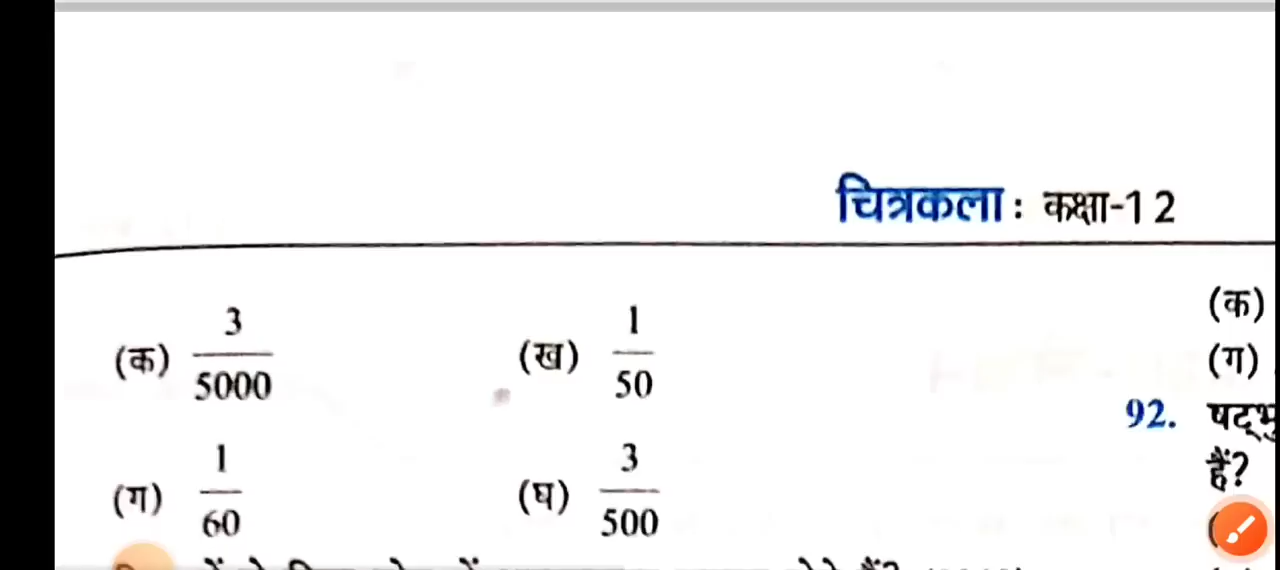 चित्रकला : कक्षा-12
(क) 3/5000 (ख) 1/50
(ग) 1/60 (घ) 3/500
(क)
(ग)
92.
हैं?